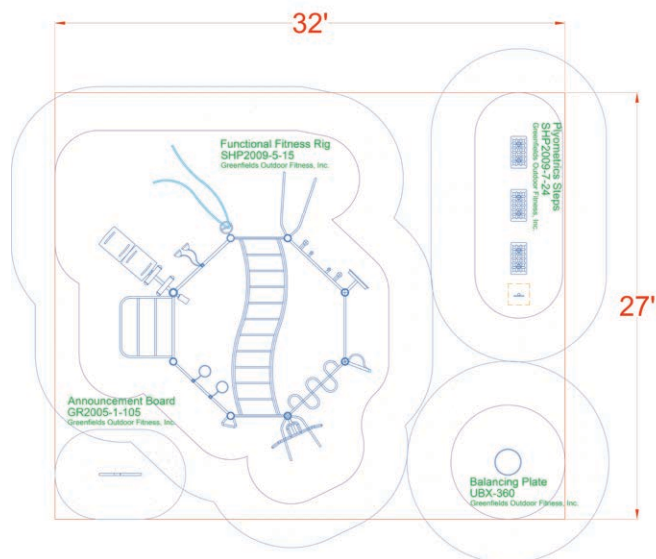 32'
Functional Fitness Rig
SHP2009-5-15
Greenfields Outdoor Fitness, Inc.
Plyometrics Steps
SHP2009-7-24
Greenfields Outdoor Fitness, Inc.
27'
Announcement Board
GR2005-1-105
Greenfields Outdoor Fitness, Inc.
Balancing Plate
UBX-360
Greenfields Outdoor Fitness, Inc.